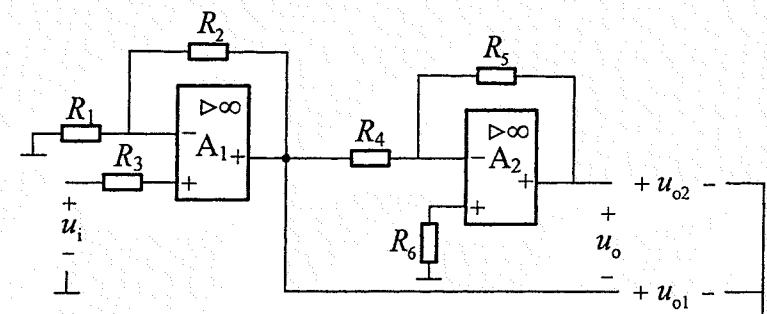 R2
R5
R1
▷∞
R4
▷∞
R3
−
A1
+
−
A2
+
+ uo2 −
+
+
+
ui
−
R6
+
uo
−
+ uo1 −